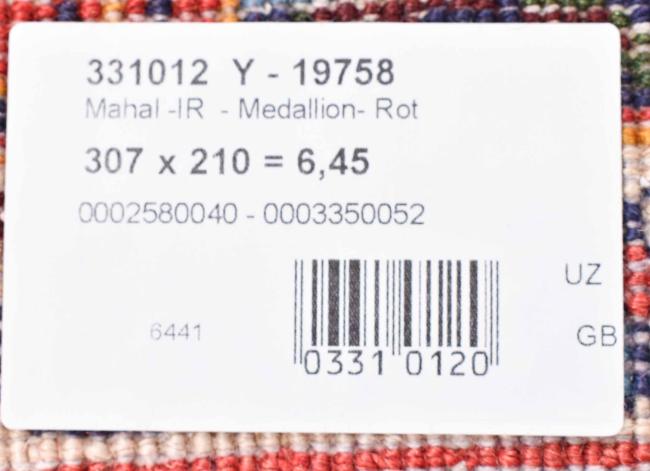 331012 Y - 19758
Mahal -IR - Medallion- Rot
307 x 210 = 6,45
0002580040 - 0003350052
UZ
6441
GB
0331 0120